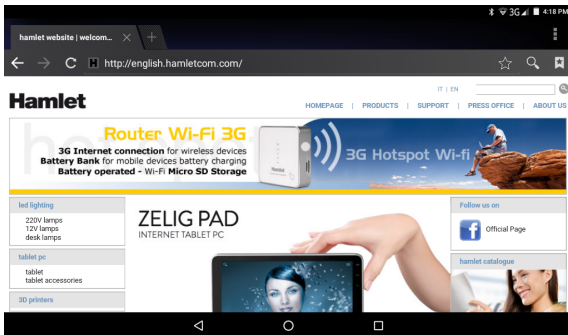 3G 4:18 PM
hamlet website | welcom...
http://english.hamletcom.com/
IT | EN
Hamlet
HOMEPAGE | PRODUCTS | SUPPORT | PRESS OFFICE | ABOUT US
Router Wi-Fi 3G
3G Internet connection for wireless devices
Battery Bank for mobile devices battery charging
Battery operated - Wi-Fi Micro SD Storage
Hamlet
3G Hotspot Wi-fi
led lighting
220V lamps
12V lamps
desk lamps
tablet pc
tablet
tablet accessories
3D printers
ZELIG PAD
INTERNET TABLET PC
Follow us on
Official Page
hamlet catalogue